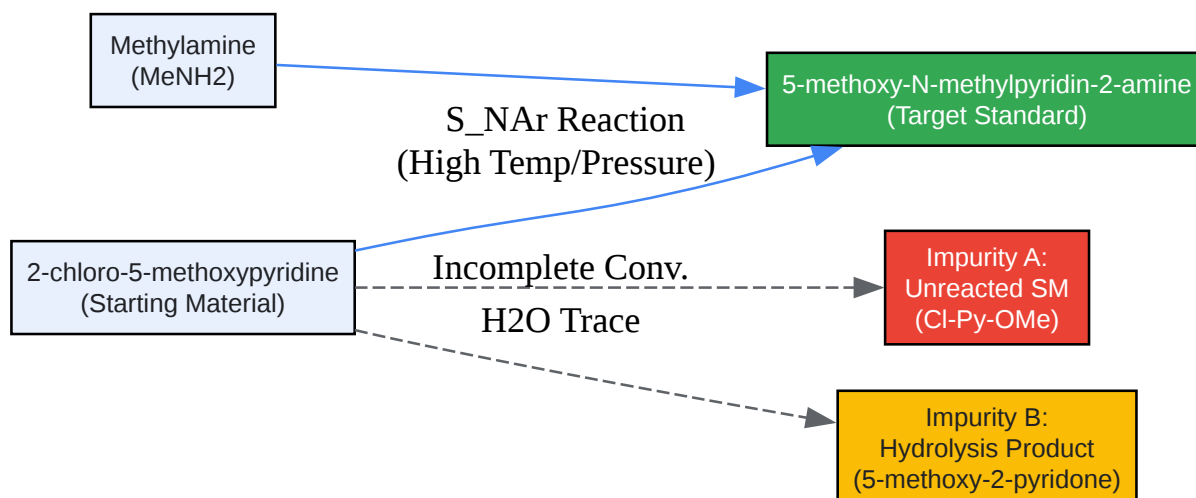 Methylamine
(MeNH2)
5-methoxy-N-methylpyridin-2-amine
(Target Standard)
S_NAr Reaction
(High Temp/Pressure)
2-chloro-5-methoxypyridine
(Starting Material)
Incomplete Conv.
H2O Trace
Impurity A:
Unreacted SM
(Cl-Py-OMe)
Impurity B:
Hydrolysis Product
(5-methoxy-2-pyridone)